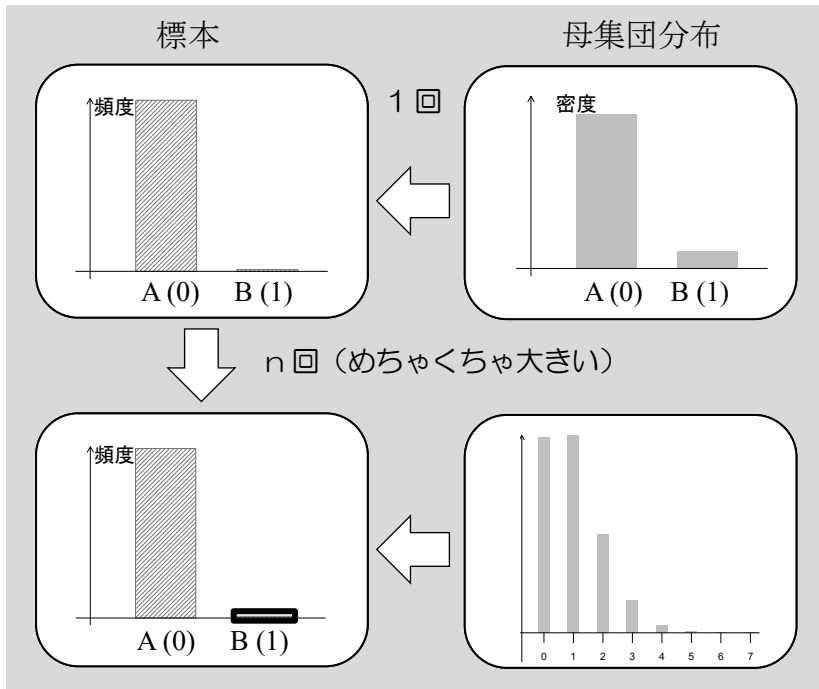 標本
母集団分布
頻度
A (0) B (1)
1回
密度
A (0) B (1)
n回（めちゃくちゃ大きい）
頻度
A (0) B (1)
0 1 2 3 4 5 6 7